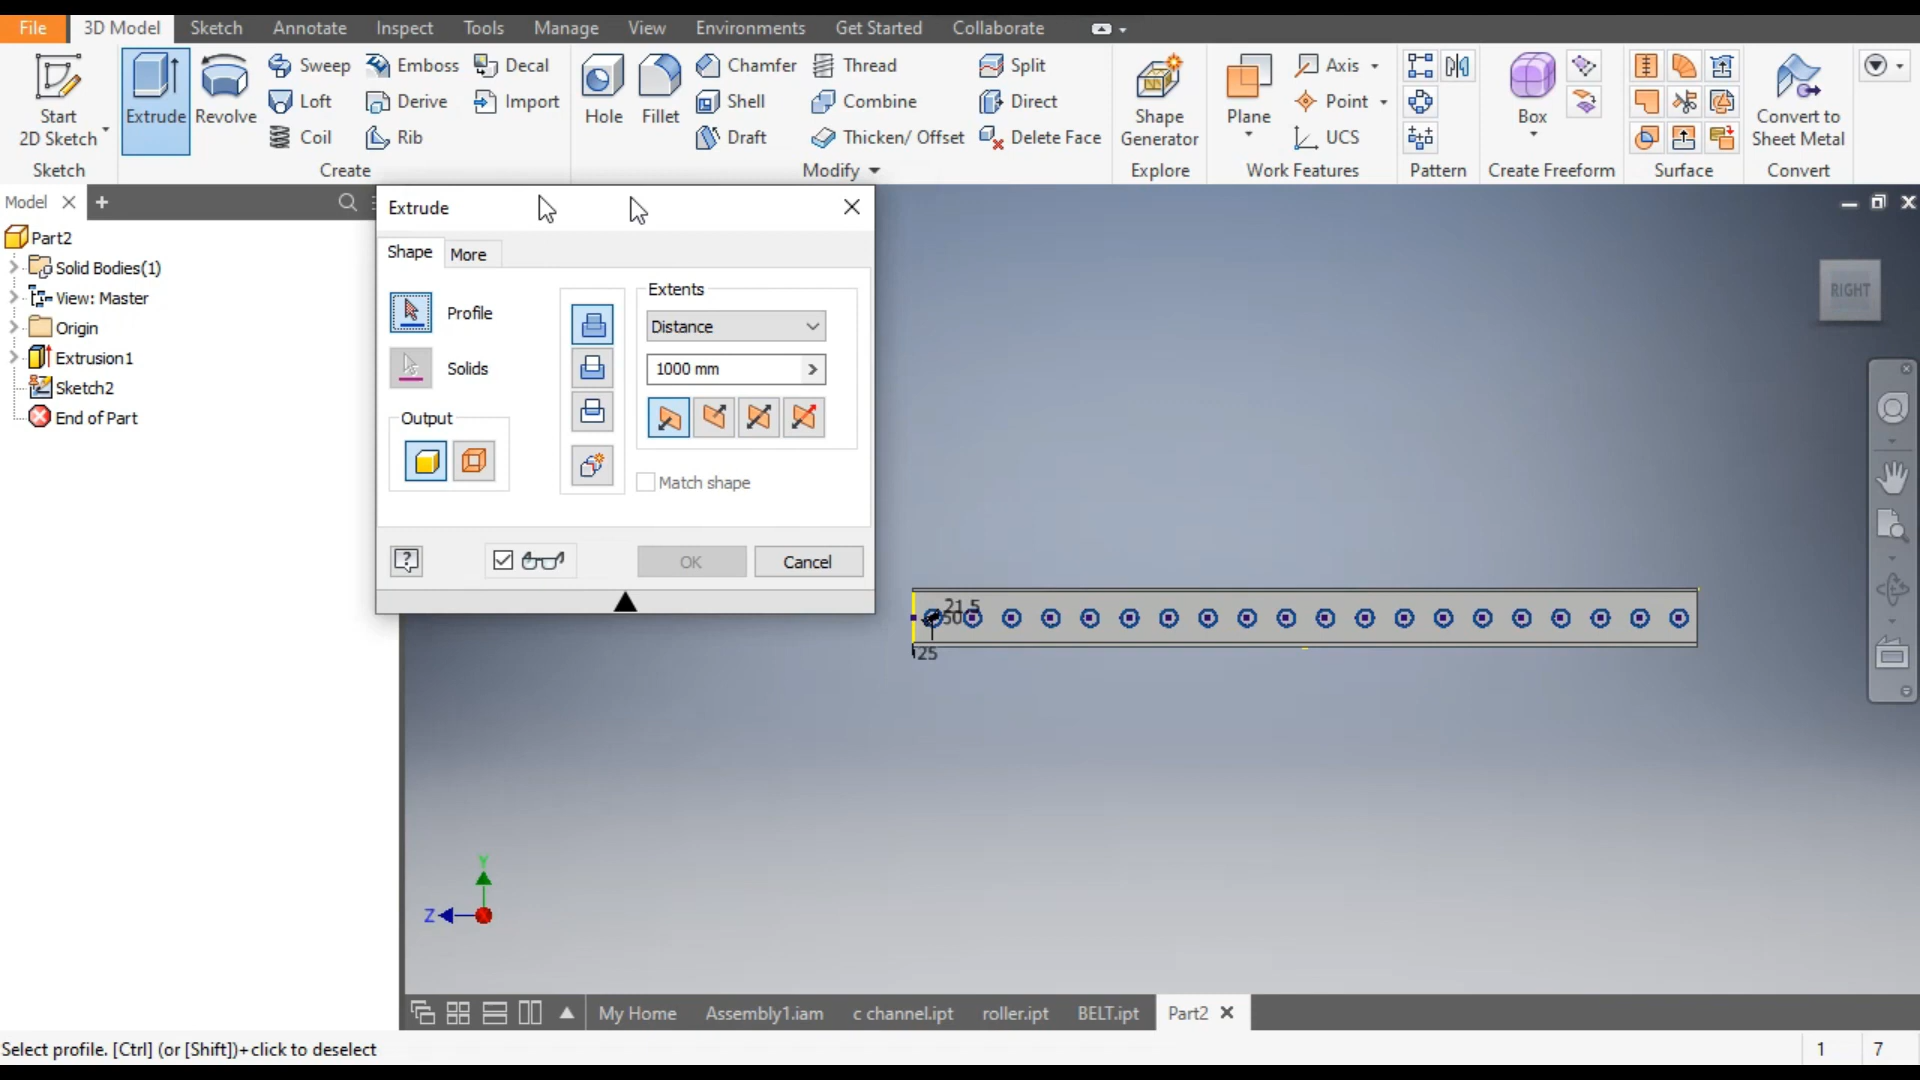 File 3D Model Sketch Annotate Inspect Tools Manage View Environments Get Started Collaborate
Start 2D Sketch
Extrude
Revolve
Sweep
Loft
Coil
Emboss
Derive
Rib
Decal
Import
Hole
Fillet
Chamfer
Shell
Draft
Thread
Combine
Thicken/ Offset
Split
Direct
Delete Face
Shape Generator
Plane
Axis
Point
UCS
Box
Convert to Sheet Metal
Sketch Create Modify Explore Work Features Pattern Create Freeform Surface Convert
Model
Part2
Solid Bodies(1)
View: Master
Origin
Extrusion1
Sketch2
End of Part
Extrude
Shape More
Profile
Solids
Output
Extents
Distance
1000 mm
Match shape
OK Cancel
RIGHT
21.5
50
25
Y
Z
My Home Assembly1.iam c channel.ipt roller.ipt BELT.ipt Part2
Select profile. [Ctrl] (or [Shift])+click to deselect
1 7